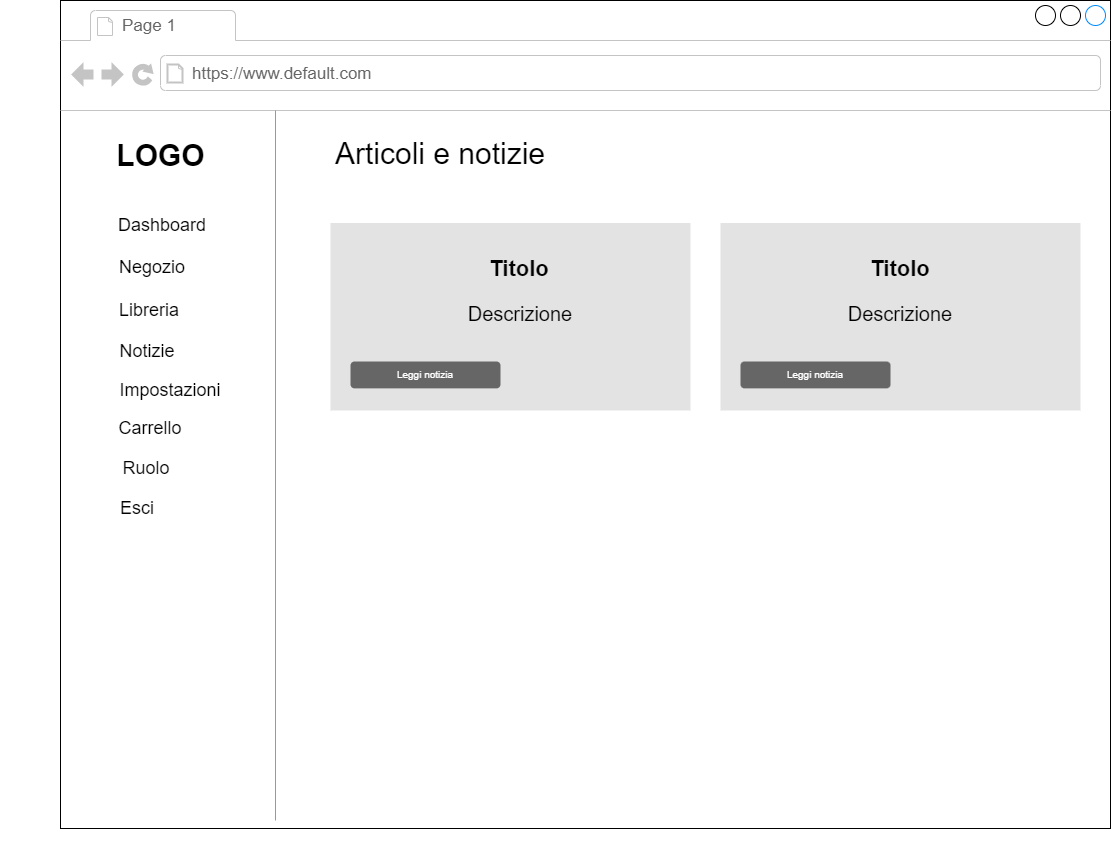 Page 1
https://www.default.com
LOGO
Dashboard
Negozio
Libreria
Notizie
Impostazioni
Carrello
Ruolo
Esci
Articoli e notizie
Titolo
Descrizione
Leggi notizia
Titolo
Descrizione
Leggi notizia